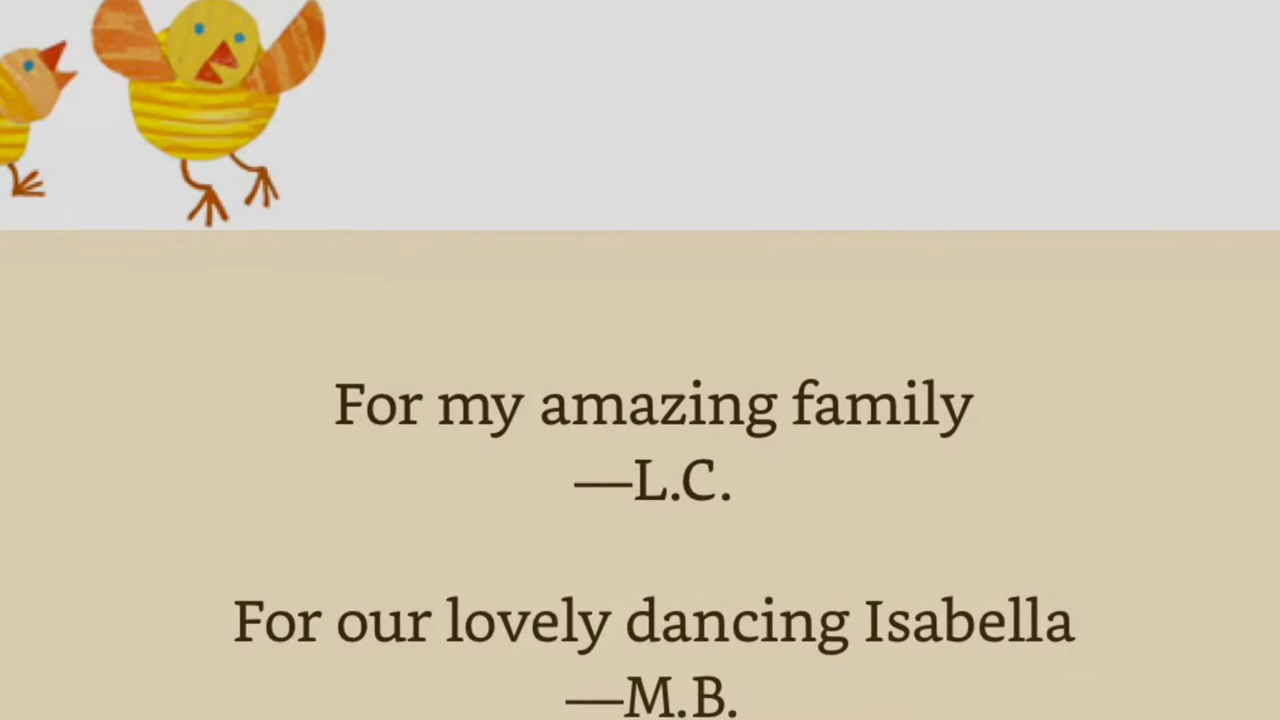 For my amazing family
—L.C.
For our lovely dancing Isabella
—M.B.